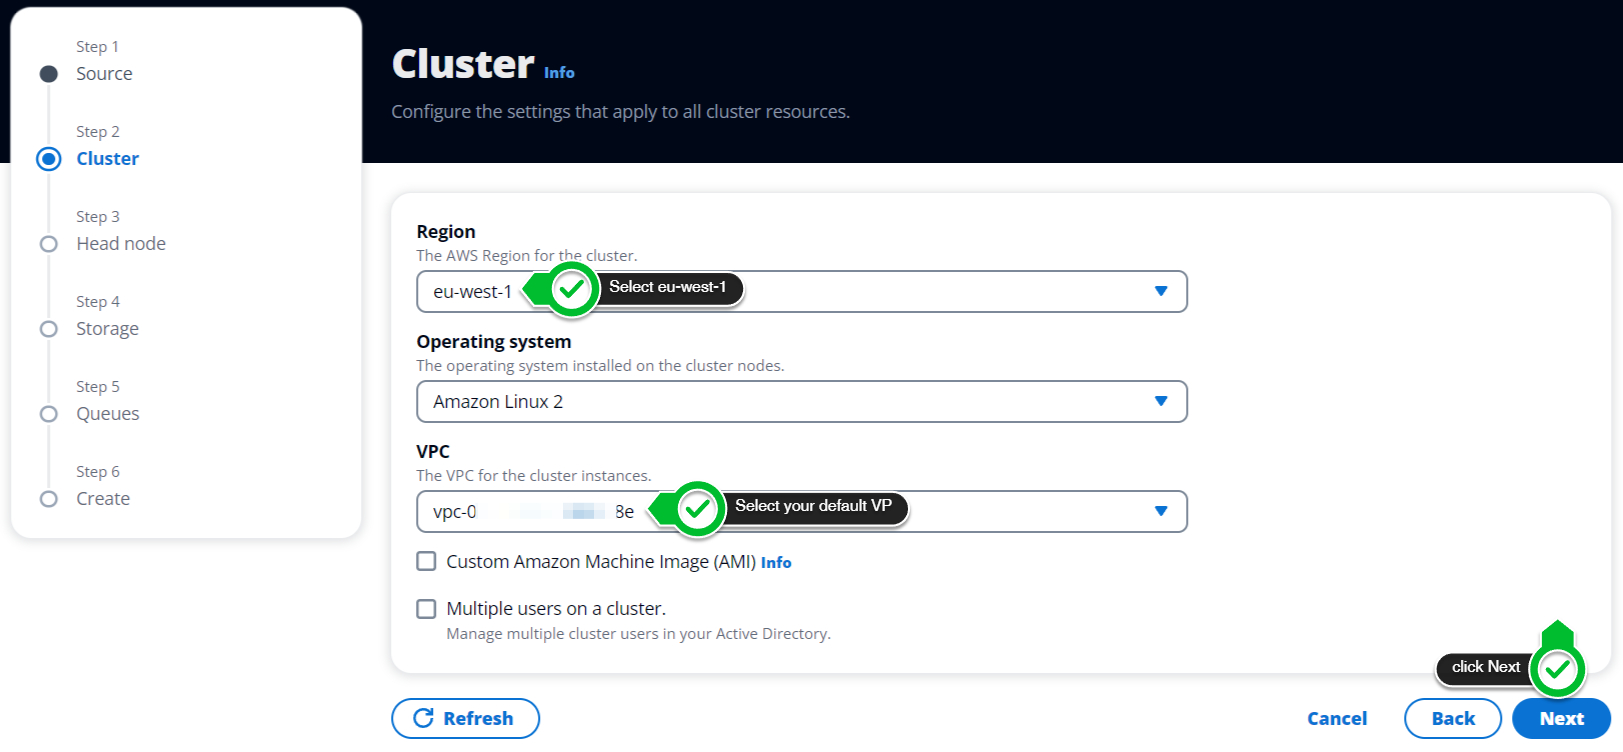 Step 1
Source
Step 2
Cluster
Step 3
Head node
Step 4
Storage
Step 5
Queues
Step 6
Create
Cluster Info
Configure the settings that apply to all cluster resources.
Region
The AWS Region for the cluster.
eu-west-1
Select eu-west-1
Operating system
The operating system installed on the cluster nodes.
Amazon Linux 2
VPC
The VPC for the cluster instances.
vpc-0 8e
Select your default VP
Custom Amazon Machine Image (AMI) Info
Multiple users on a cluster.
Manage multiple cluster users in your Active Directory.
click Next
Refresh
Cancel
Back
Next